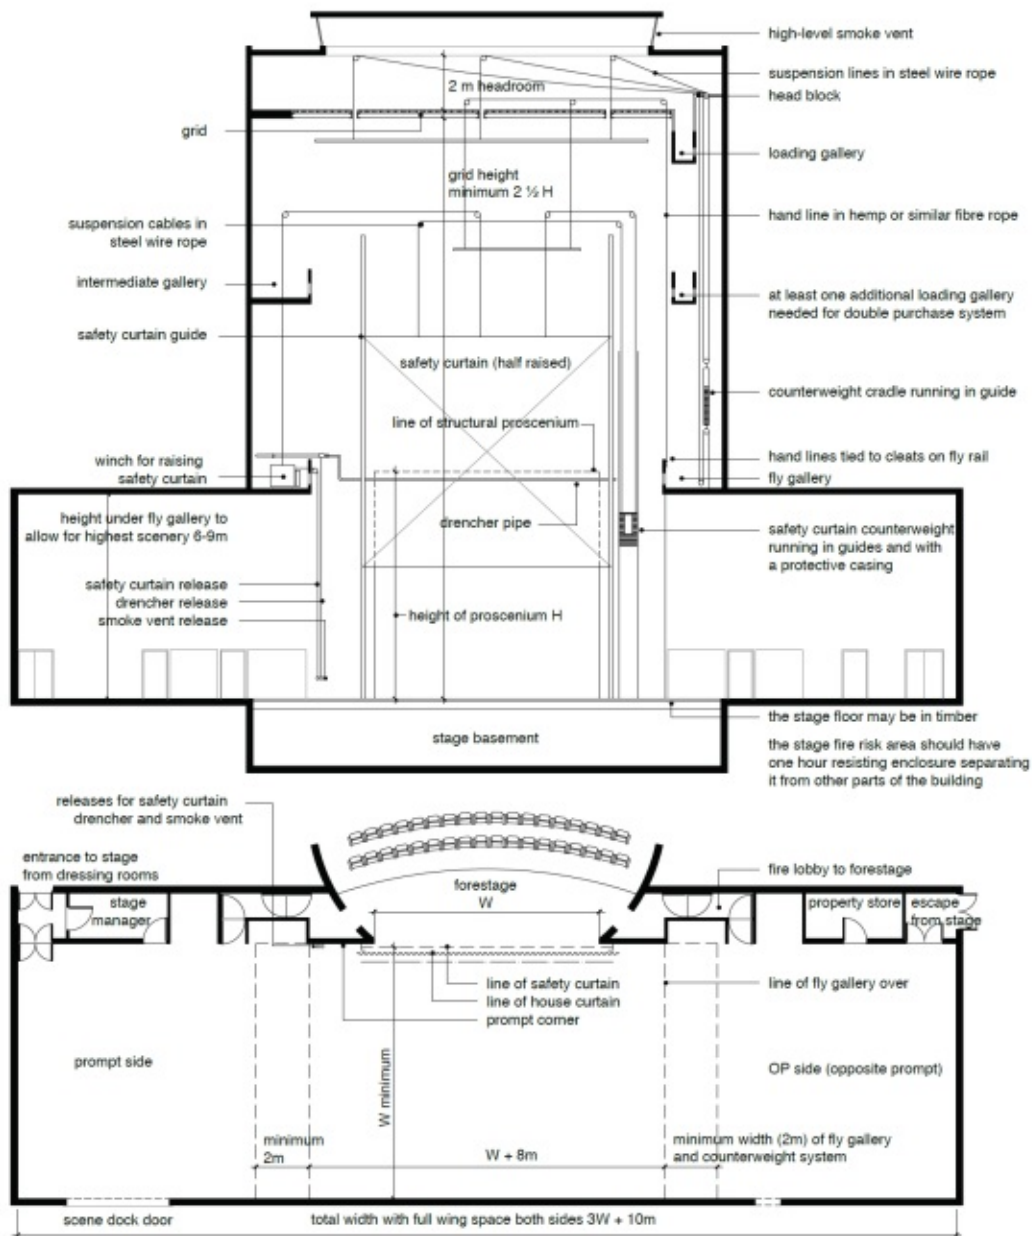 high-level smoke vent
suspension lines in steel wire rope
2 m headroom
head block
grid
loading gallery
grid height
minimum 2 ½ H
suspension cables in
steel wire rope
hand line in hemp or similar fibre rope
intermediate gallery
at least one additional loading gallery
needed for double purchase system
safety curtain guide
safety curtain (half raised)
counterweight cradle running in guide
line of structural proscenium
winch for raising
safety curtain
hand lines tied to cleats on fly rail
fly gallery
height under fly gallery to
allow for highest scenery 6-9m
drencher pipe
safety curtain counterweight
running in guides and with
a protective casing
safety curtain release
drencher release
smoke vent release
height of proscenium H
the stage floor may be in timber
stage basement
the stage fire risk area should have
one hour resisting enclosure separating
it from other parts of the building
releases for safety curtain
drencher and smoke vent
entrance to stage
from dressing rooms
fire lobby to forestage
forestage
W
stage
manager
property store
escape
from stage
line of safety curtain
line of house curtain
prompt corner
line of fly gallery over
prompt side
W minimum
OP side (opposite prompt)
minimum
2m
W + 8m
minimum width (2m) of fly gallery
and counterweight system
scene dock door
total width with full wing space both sides 3W + 10m